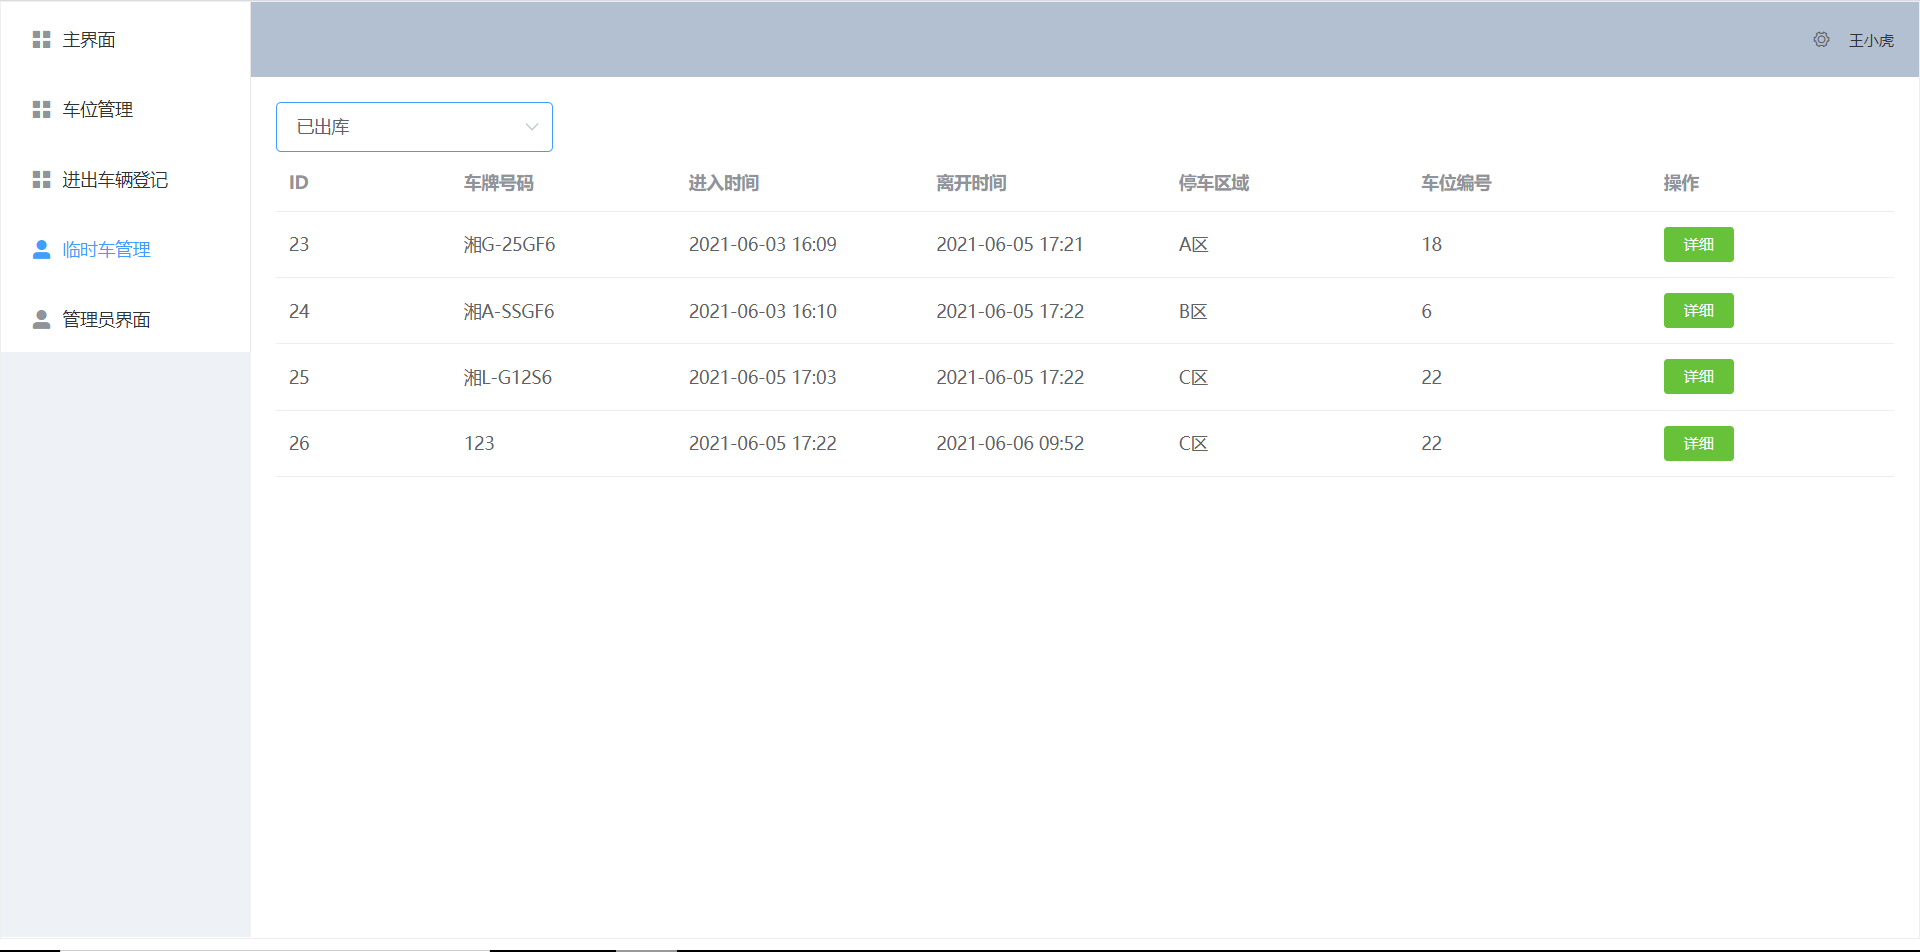 主界面
车位管理
进出车辆登记
临时车管理
管理员界面
王小虎
已出库
ID 车牌号码 进入时间 离开时间 停车区域 车位编号 操作
23 湘G-25GF6 2021-06-03 16:09 2021-06-05 17:21 A区 18 详细
24 湘A-SSGF6 2021-06-03 16:10 2021-06-05 17:22 B区 6 详细
25 湘L-G12S6 2021-06-05 17:03 2021-06-05 17:22 C区 22 详细
26 123 2021-06-05 17:22 2021-06-06 09:52 C区 22 详细